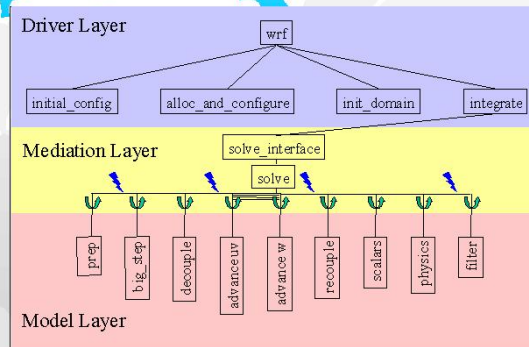 Driver Layer
wrf
initial_config
alloc_and_configure
init_domain
integrate
Mediation Layer
solve_interface
solve
prep
big_step
decouple
advance uv
advance w
recouple
scalars
physics
filter
Model Layer